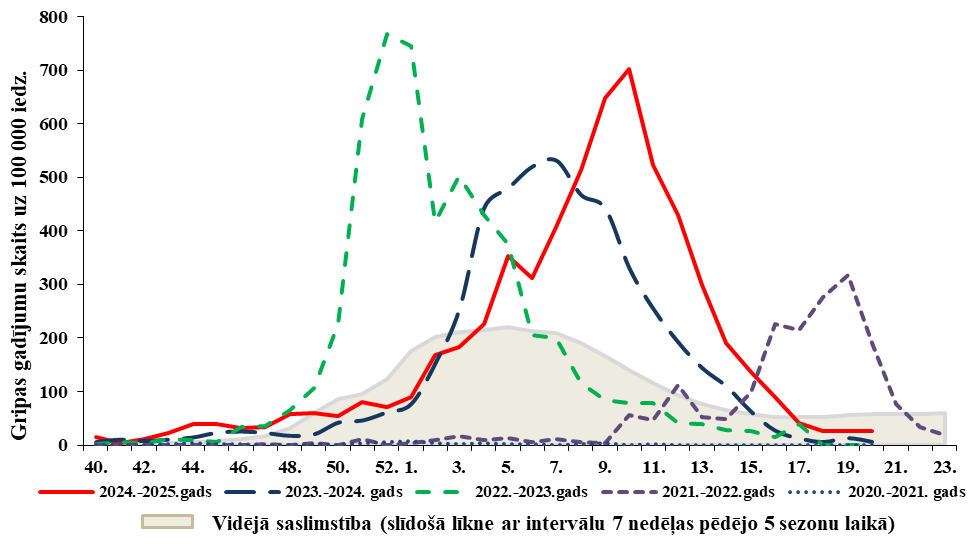 Gripas gadījumu skaits uz 100 000 iedz.
800
700
600
500
400
300
200
100
0
40. 42. 44. 46. 48. 50. 52. 1. 3. 5. 7. 9. 11. 13. 15. 17. 19. 21. 23.
2024.-2025.gads 2023.-2024. gads 2022.-2023.gads 2021.-2022.gads 2020.-2021. gads
Vidējā saslimstība (slīdošā līkne ar intervālu 7 nedēļas pēdējo 5 sezonu laikā)